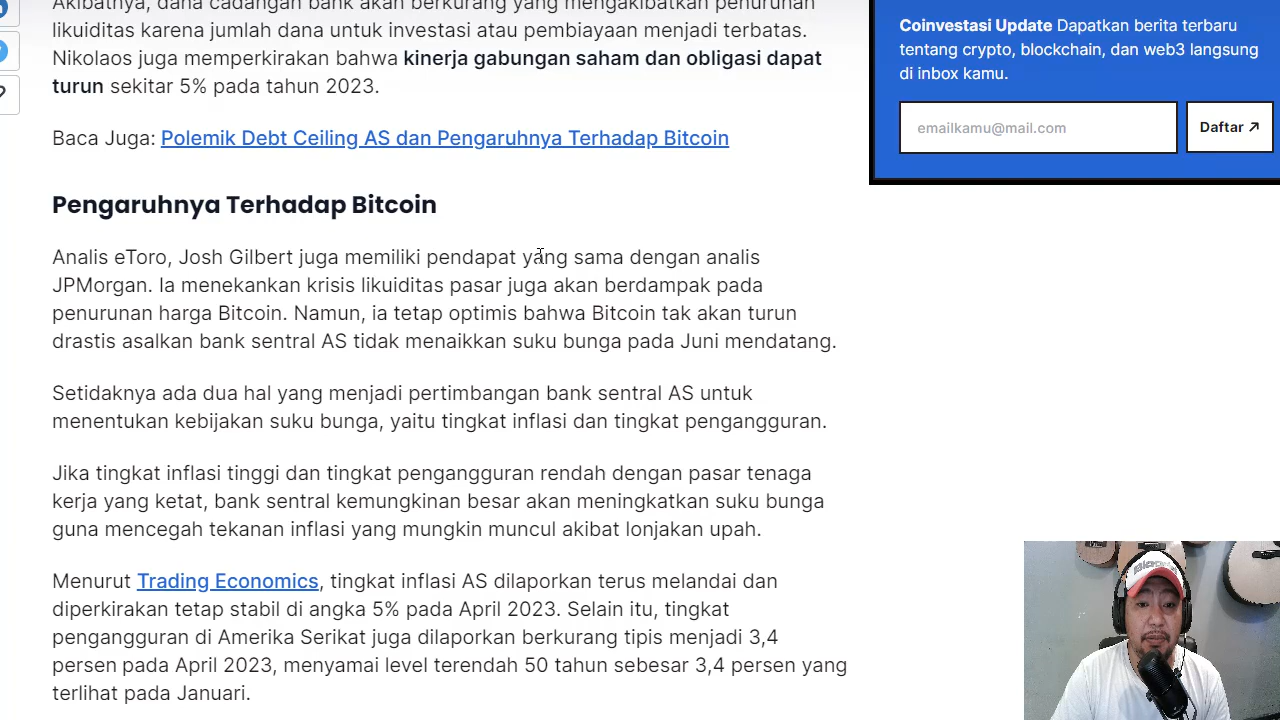 Akibatnya, dana cadangan bank akan berkurang yang mengakibatkan penurunan
likuiditas karena jumlah dana untuk investasi atau pembiayaan menjadi terbatas.
Nikolaos juga memperkirakan bahwa kinerja gabungan saham dan obligasi dapat
turun sekitar 5% pada tahun 2023.
Baca Juga: Polemik Debt Ceiling AS dan Pengaruhnya Terhadap Bitcoin
Pengaruhnya Terhadap Bitcoin
Analis eToro, Josh Gilbert juga memiliki pendapat yang sama dengan analis
JPMorgan. Ia menekankan krisis likuiditas pasar juga akan berdampak pada
penurunan harga Bitcoin. Namun, ia tetap optimis bahwa Bitcoin tak akan turun
drastis asalkan bank sentral AS tidak menaikkan suku bunga pada Juni mendatang.
Setidaknya ada dua hal yang menjadi pertimbangan bank sentral AS untuk
menentukan kebijakan suku bunga, yaitu tingkat inflasi dan tingkat pengangguran.
Jika tingkat inflasi tinggi dan tingkat pengangguran rendah dengan pasar tenaga
kerja yang ketat, bank sentral kemungkinan besar akan meningkatkan suku bunga
guna mencegah tekanan inflasi yang mungkin muncul akibat lonjakan upah.
Menurut Trading Economics, tingkat inflasi AS dilaporkan terus melandai dan
diperkirakan tetap stabil di angka 5% pada April 2023. Selain itu, tingkat
pengangguran di Amerika Serikat juga dilaporkan berkurang tipis menjadi 3,4
persen pada April 2023, menyamai level terendah 50 tahun sebesar 3,4 persen yang
terlihat pada Januari.
Coinvestasi Update Dapatkan berita terbaru
tentang crypto, blockchain, dan web3 langsung
di inbox kamu.
emailkamu@mail.com
Daftar ↗